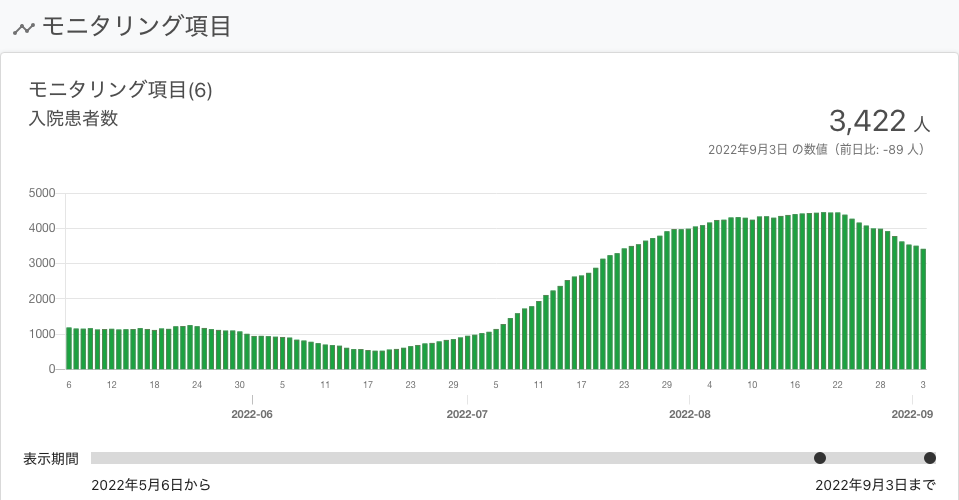 モニタリング項目
モニタリング項目(6)
入院患者数
3,422 人
2022年9月3日 の数値（前日比: -89 人）
5000
4000
3000
2000
1000
0
6 12 18 24 30 5 11 17 23 29 5 11 17 23 29 4 10 16 22 28 3
2022-06 2022-07 2022-08 2022-09
表示期間
2022年5月6日から 2022年9月3日まで